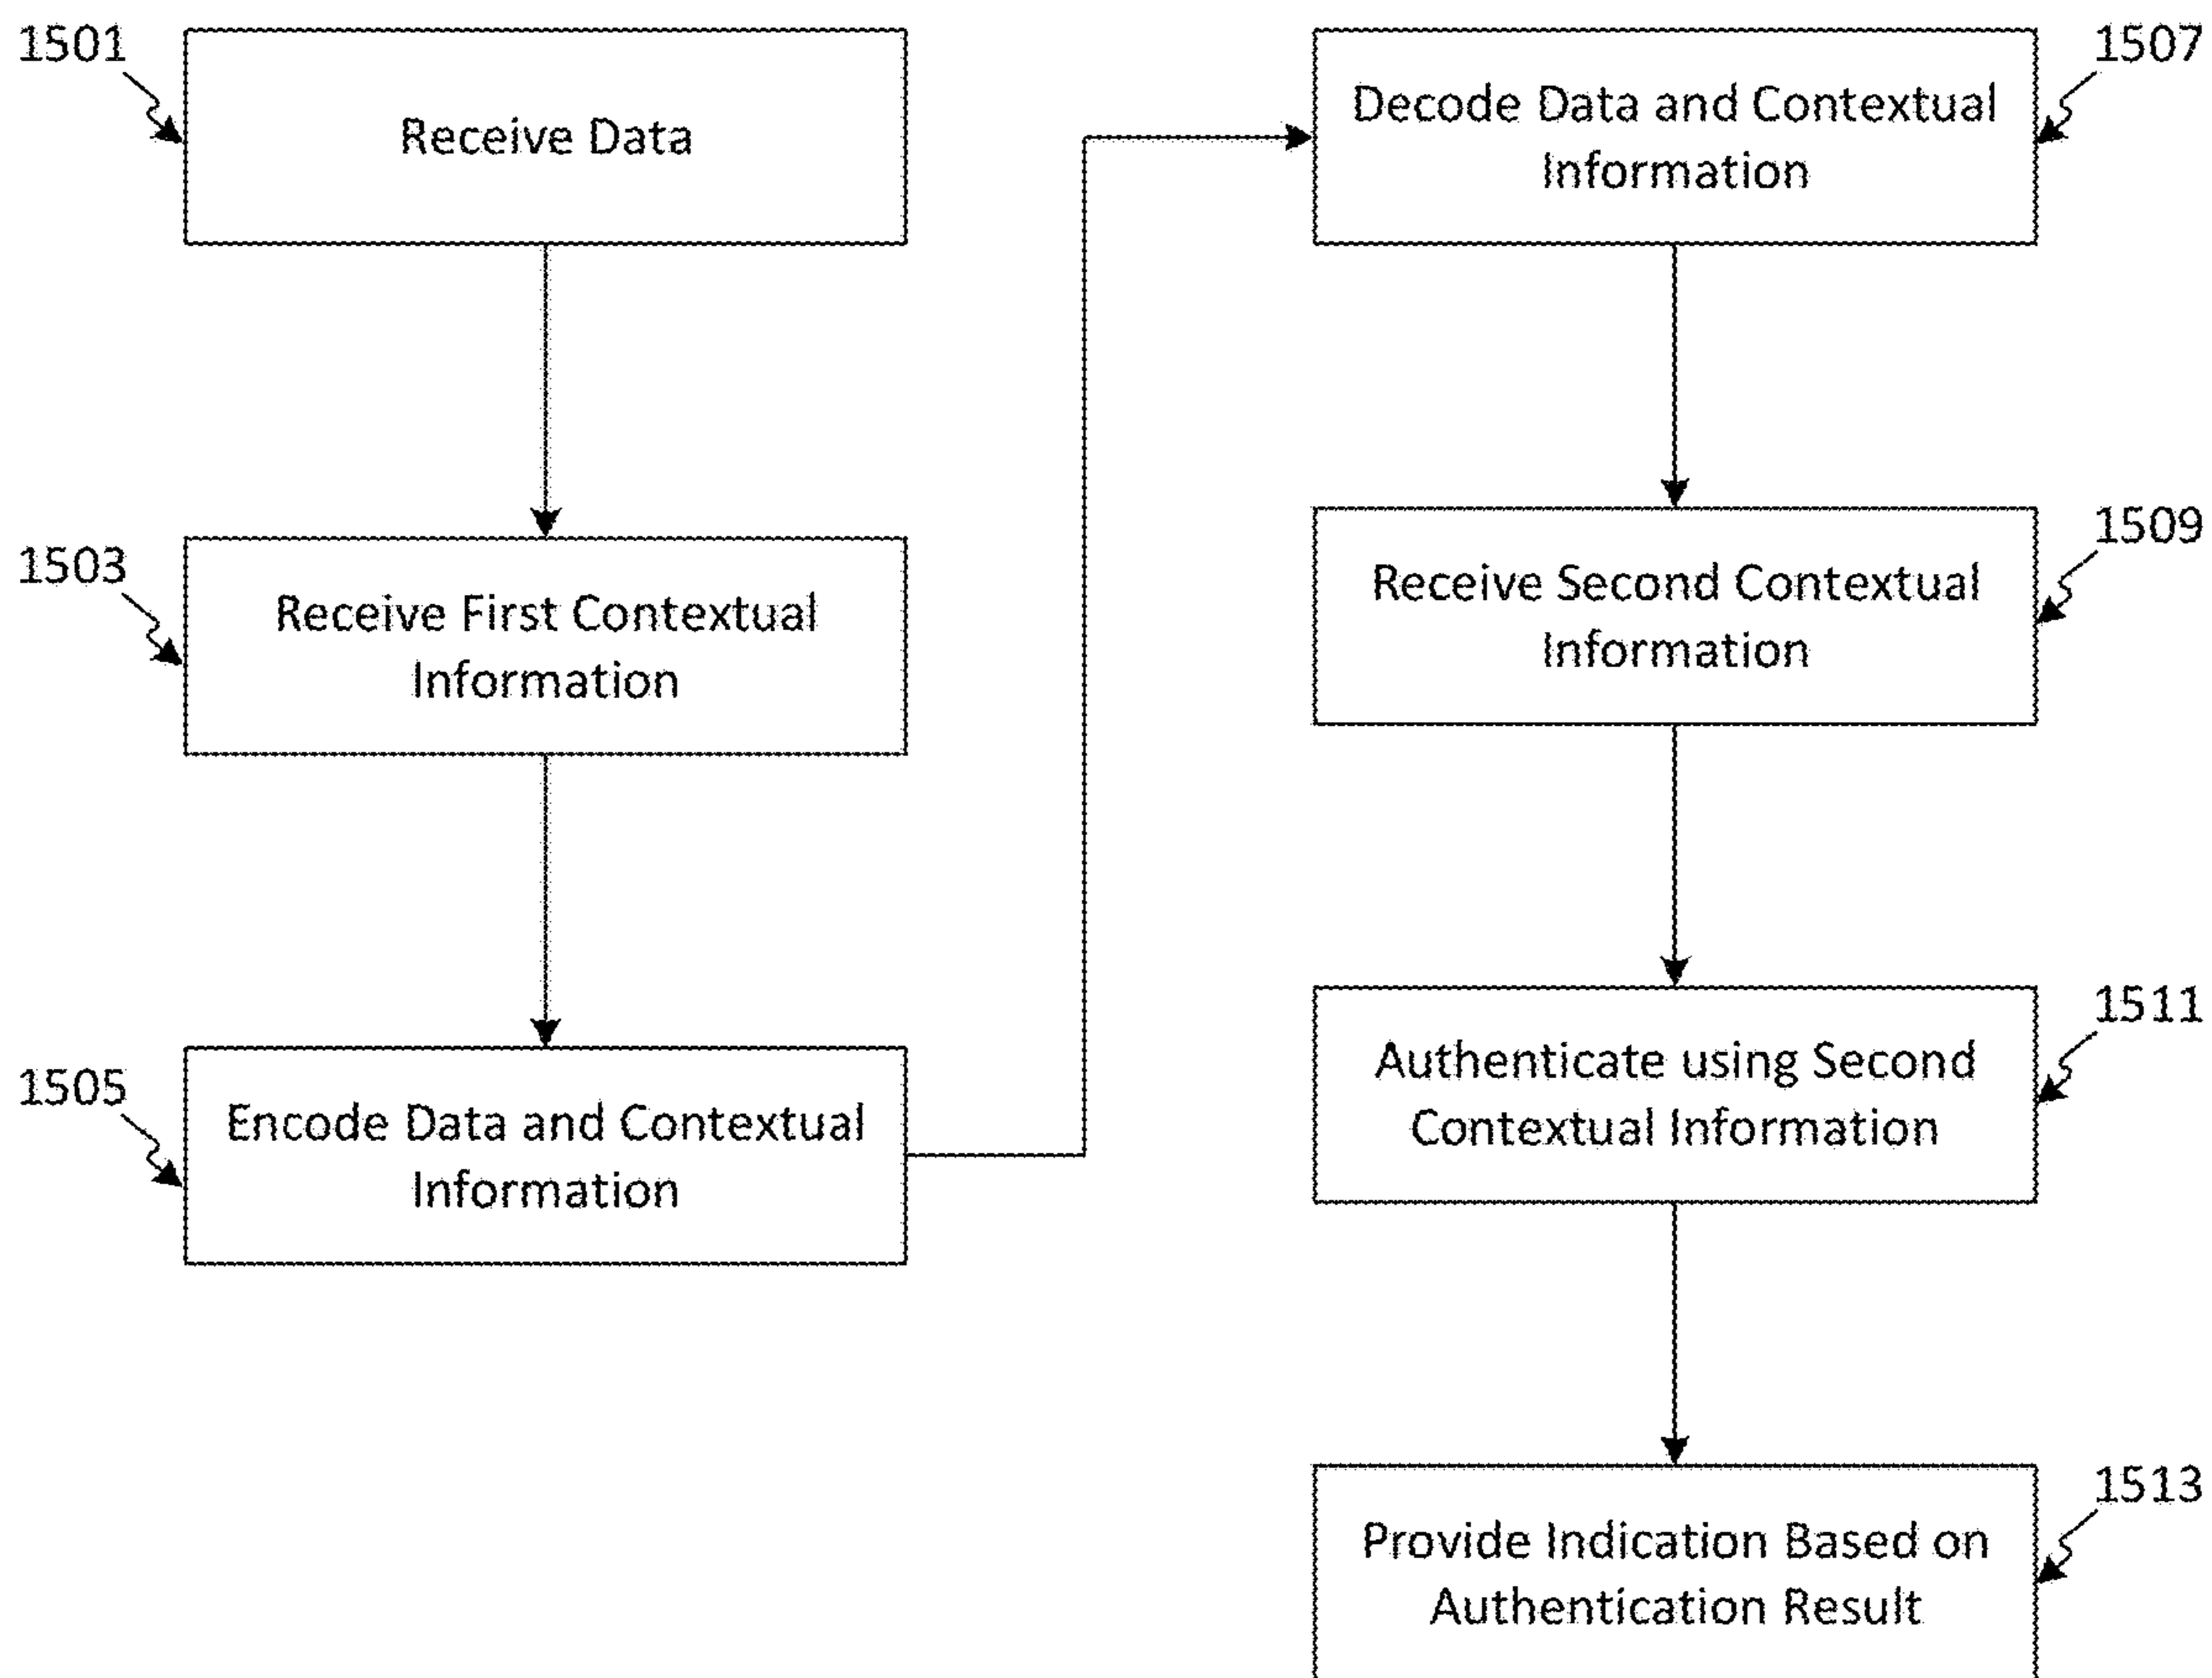 1501
Receive Data
1503
Receive First Contextual
Information
1505
Encode Data and Contextual
Information
1507
Decode Data and Contextual
Information
1509
Receive Second Contextual
Information
1511
Authenticate using Second
Contextual Information
1513
Provide Indication Based on
Authentication Result